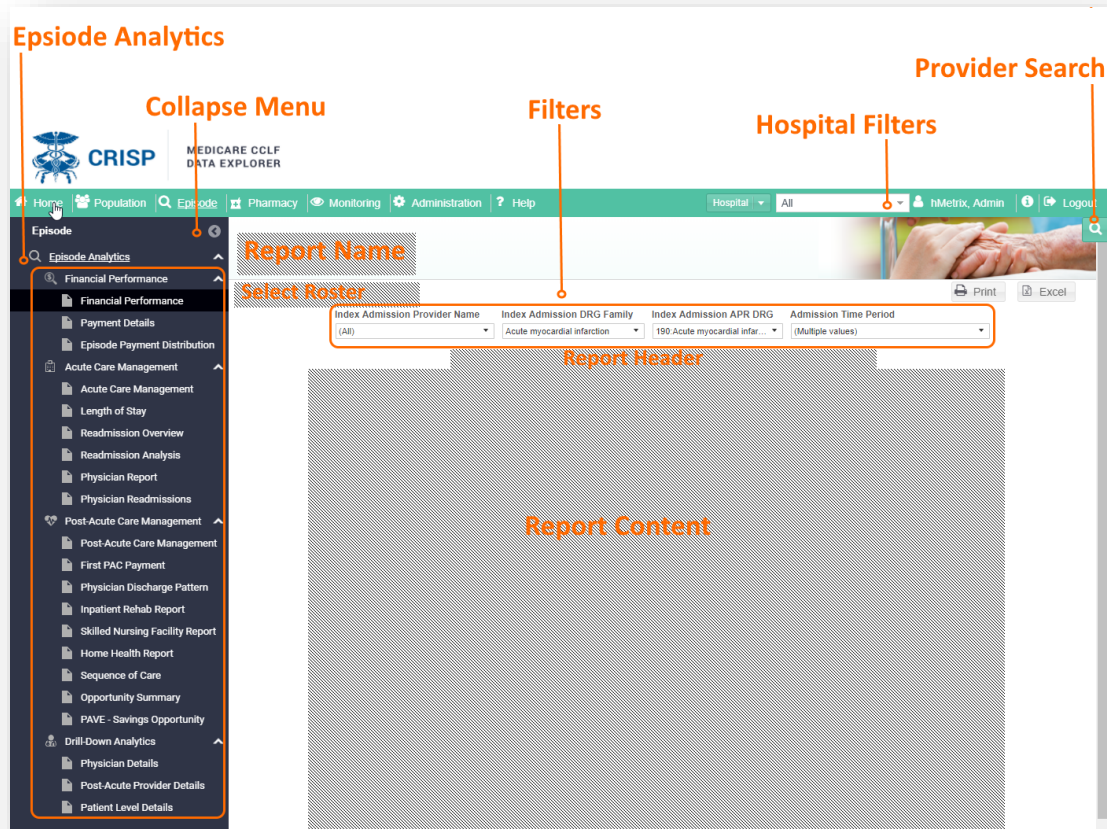 Epsiode Analytics
Provider Search
Collapse Menu
Filters
Hospital Filters
CRISP
MEDICARE CCLF
DATA EXPLORER
Home Population Episode Pharmacy Monitoring Administration ? Help Hospital All hMetrix, Admin Logout
Episode
Report Name
Episode Analytics
Financial Performance
Select Roster
Print Excel
Financial Performance
Index Admission Provider Name Index Admission DRG Family Index Admission APR DRG Admission Time Period
Payment Details
(All) Acute myocardial infarction 190:Acute myocardial infar... (Multiple values)
Episode Payment Distribution
Report Header
Acute Care Management
Acute Care Management
Length of Stay
Readmission Overview
Readmission Analysis
Physician Report
Physician Readmissions
Post-Acute Care Management
Report Content
Post-Acute Care Management
First PAC Payment
Physician Discharge Pattern
Inpatient Rehab Report
Skilled Nursing Facility Report
Home Health Report
Sequence of Care
Opportunity Summary
PAVE - Savings Opportunity
Drill-Down Analytics
Physician Details
Post-Acute Provider Details
Patient Level Details